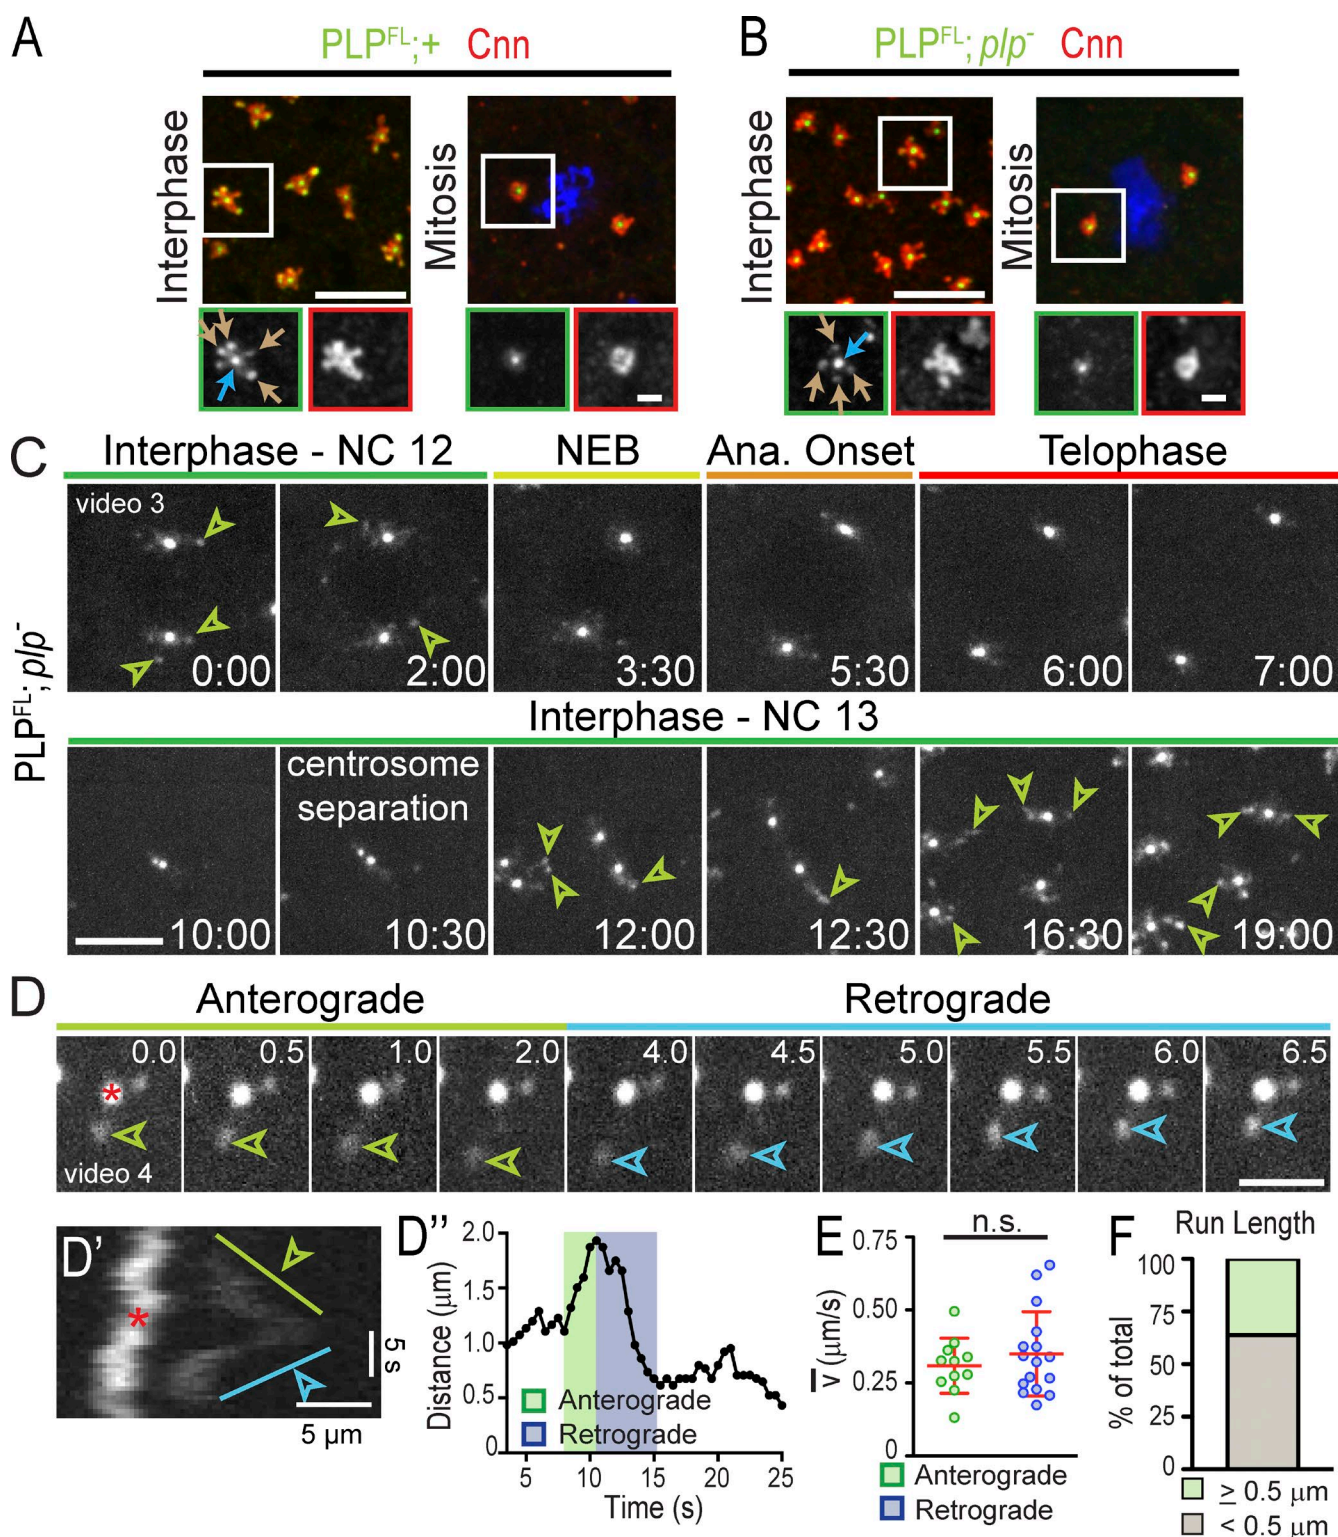 A
PLPFL;+ Cnn
Interphase
Mitosis
B
PLPFL; plp- Cnn
Interphase
Mitosis
C
PLPFL; plp-
Interphase - NC 12
NEB
Ana. Onset
Telophase
video 3
0:00
2:00
3:30
5:30
6:00
7:00
Interphase - NC 13
centrosome
separation
10:00
10:30
12:00
12:30
16:30
19:00
D
Anterograde
Retrograde
0.0
0.5
1.0
2.0
4.0
4.5
5.0
5.5
6.0
6.5
*
video 4
D'
*
5 s
5 µm
D"
Distance (µm)
2.0
1.5
1.0
0.5
0
Anterograde
Retrograde
5 10 15 20 25
Time (s)
E
n.s.
v (µm/s)
0.75
0.50
0.25
0
Anterograde
Retrograde
F
Run Length
% of total
100
75
50
25
0
≥ 0.5 µm
< 0.5 µm